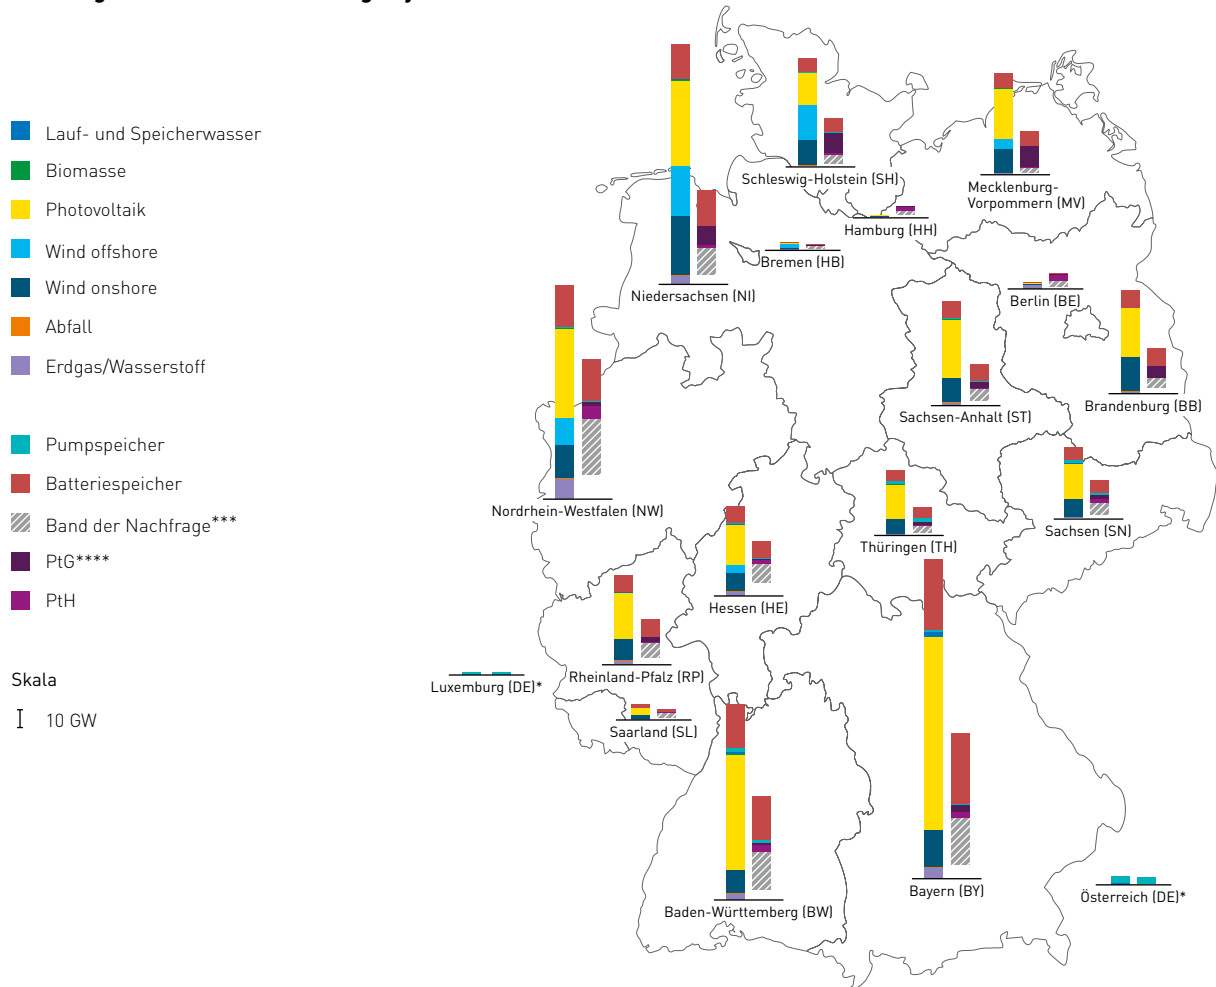 Lauf- und Speicherwasser
Biomasse
Photovoltaik
Wind offshore
Wind onshore
Abfall
Erdgas/Wasserstoff
Pumpspeicher
Batteriespeicher
Band der Nachfrage***
PtG****
PtH
Skala
10 GW
Schleswig-Holstein (SH)
Mecklenburg-
Vorpommern (MV)
Hamburg (HH)
Bremen (HB)
Niedersachsen (NI)
Berlin (BE)
Brandenburg (BB)
Sachsen-Anhalt (ST)
Nordrhein-Westfalen (NW)
Sachsen (SN)
Thüringen (TH)
Hessen (HE)
Rheinland-Pfalz (RP)
Luxemburg (DE)*
Saarland (SL)
Bayern (BY)
Österreich (DE)*
Baden-Württemberg (BW)